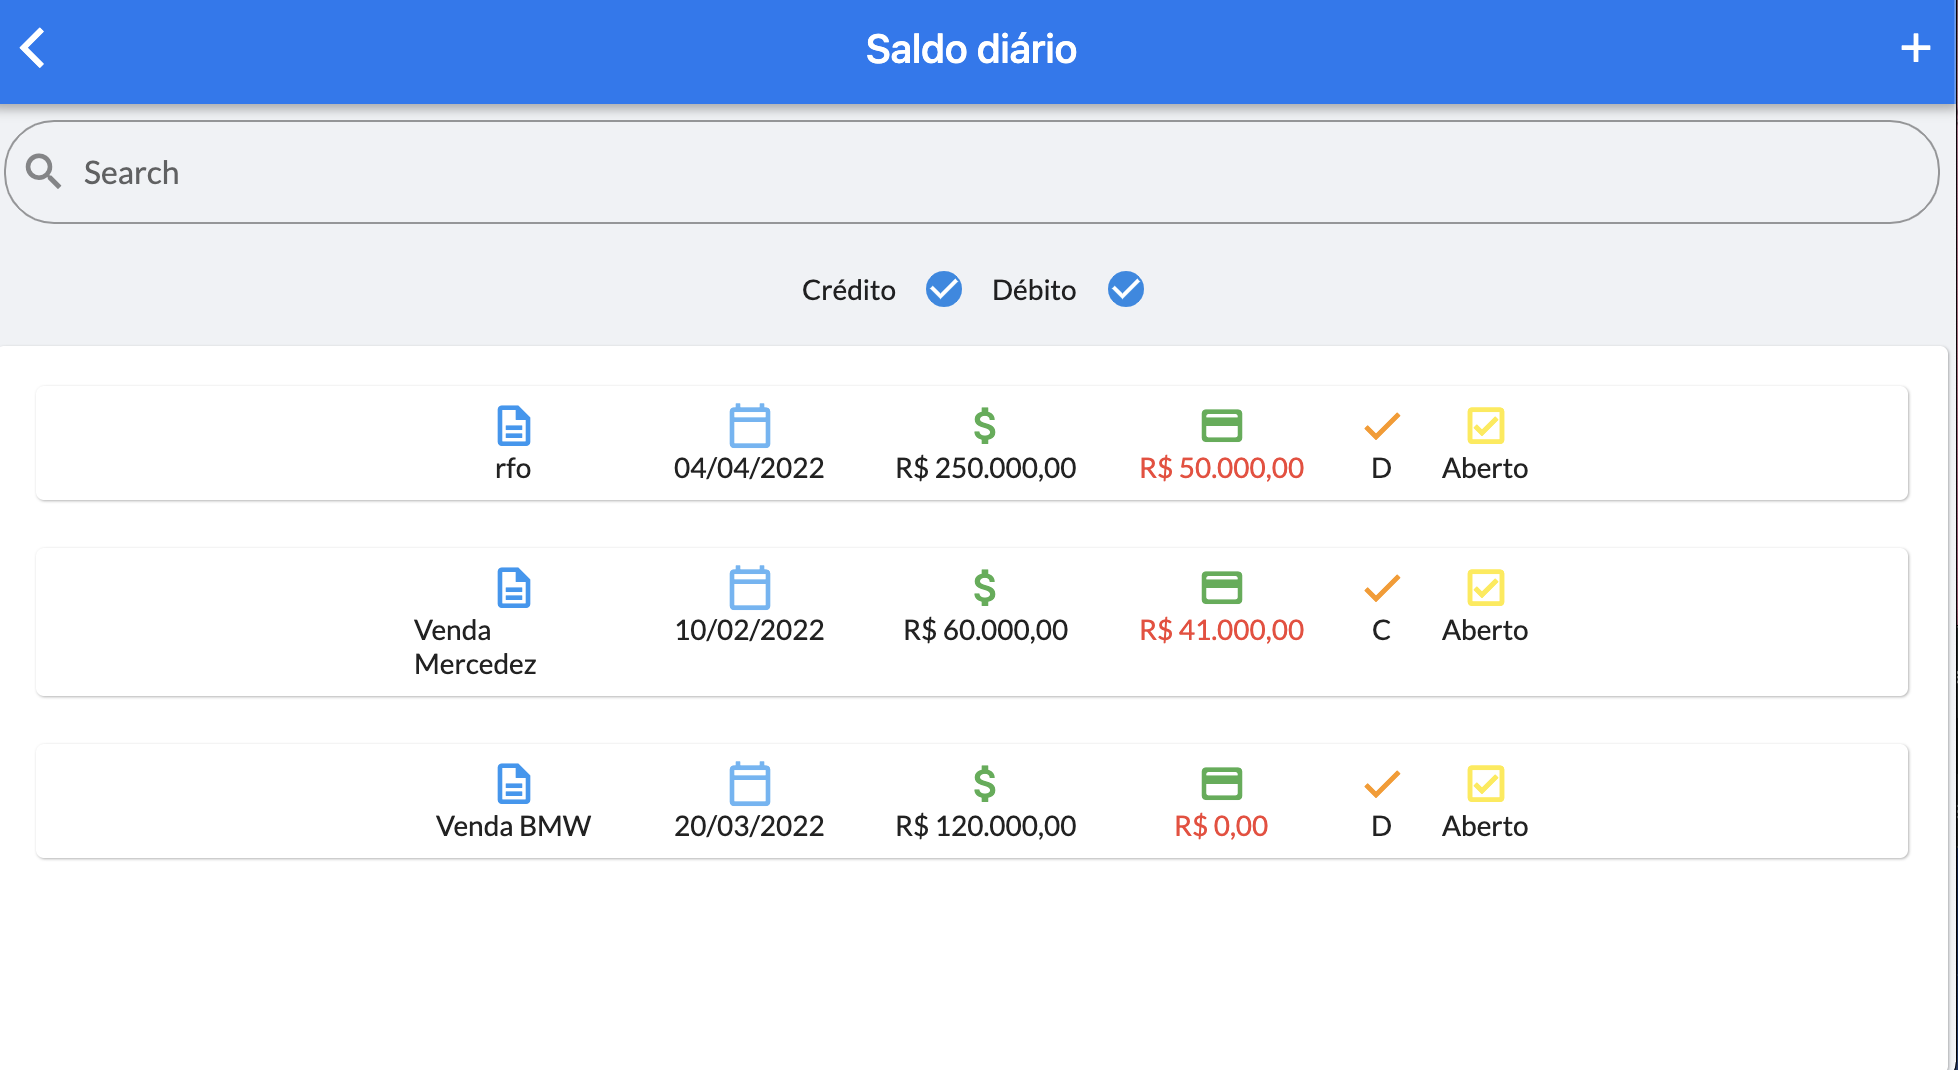 Saldo diário
Search
Crédito Débito
rfo 04/04/2022 R$ 250.000,00 R$ 50.000,00 D Aberto
Venda 10/02/2022 R$ 60.000,00 R$ 41.000,00 C Aberto
Mercedez
Venda BMW 20/03/2022 R$ 120.000,00 R$ 0,00 D Aberto